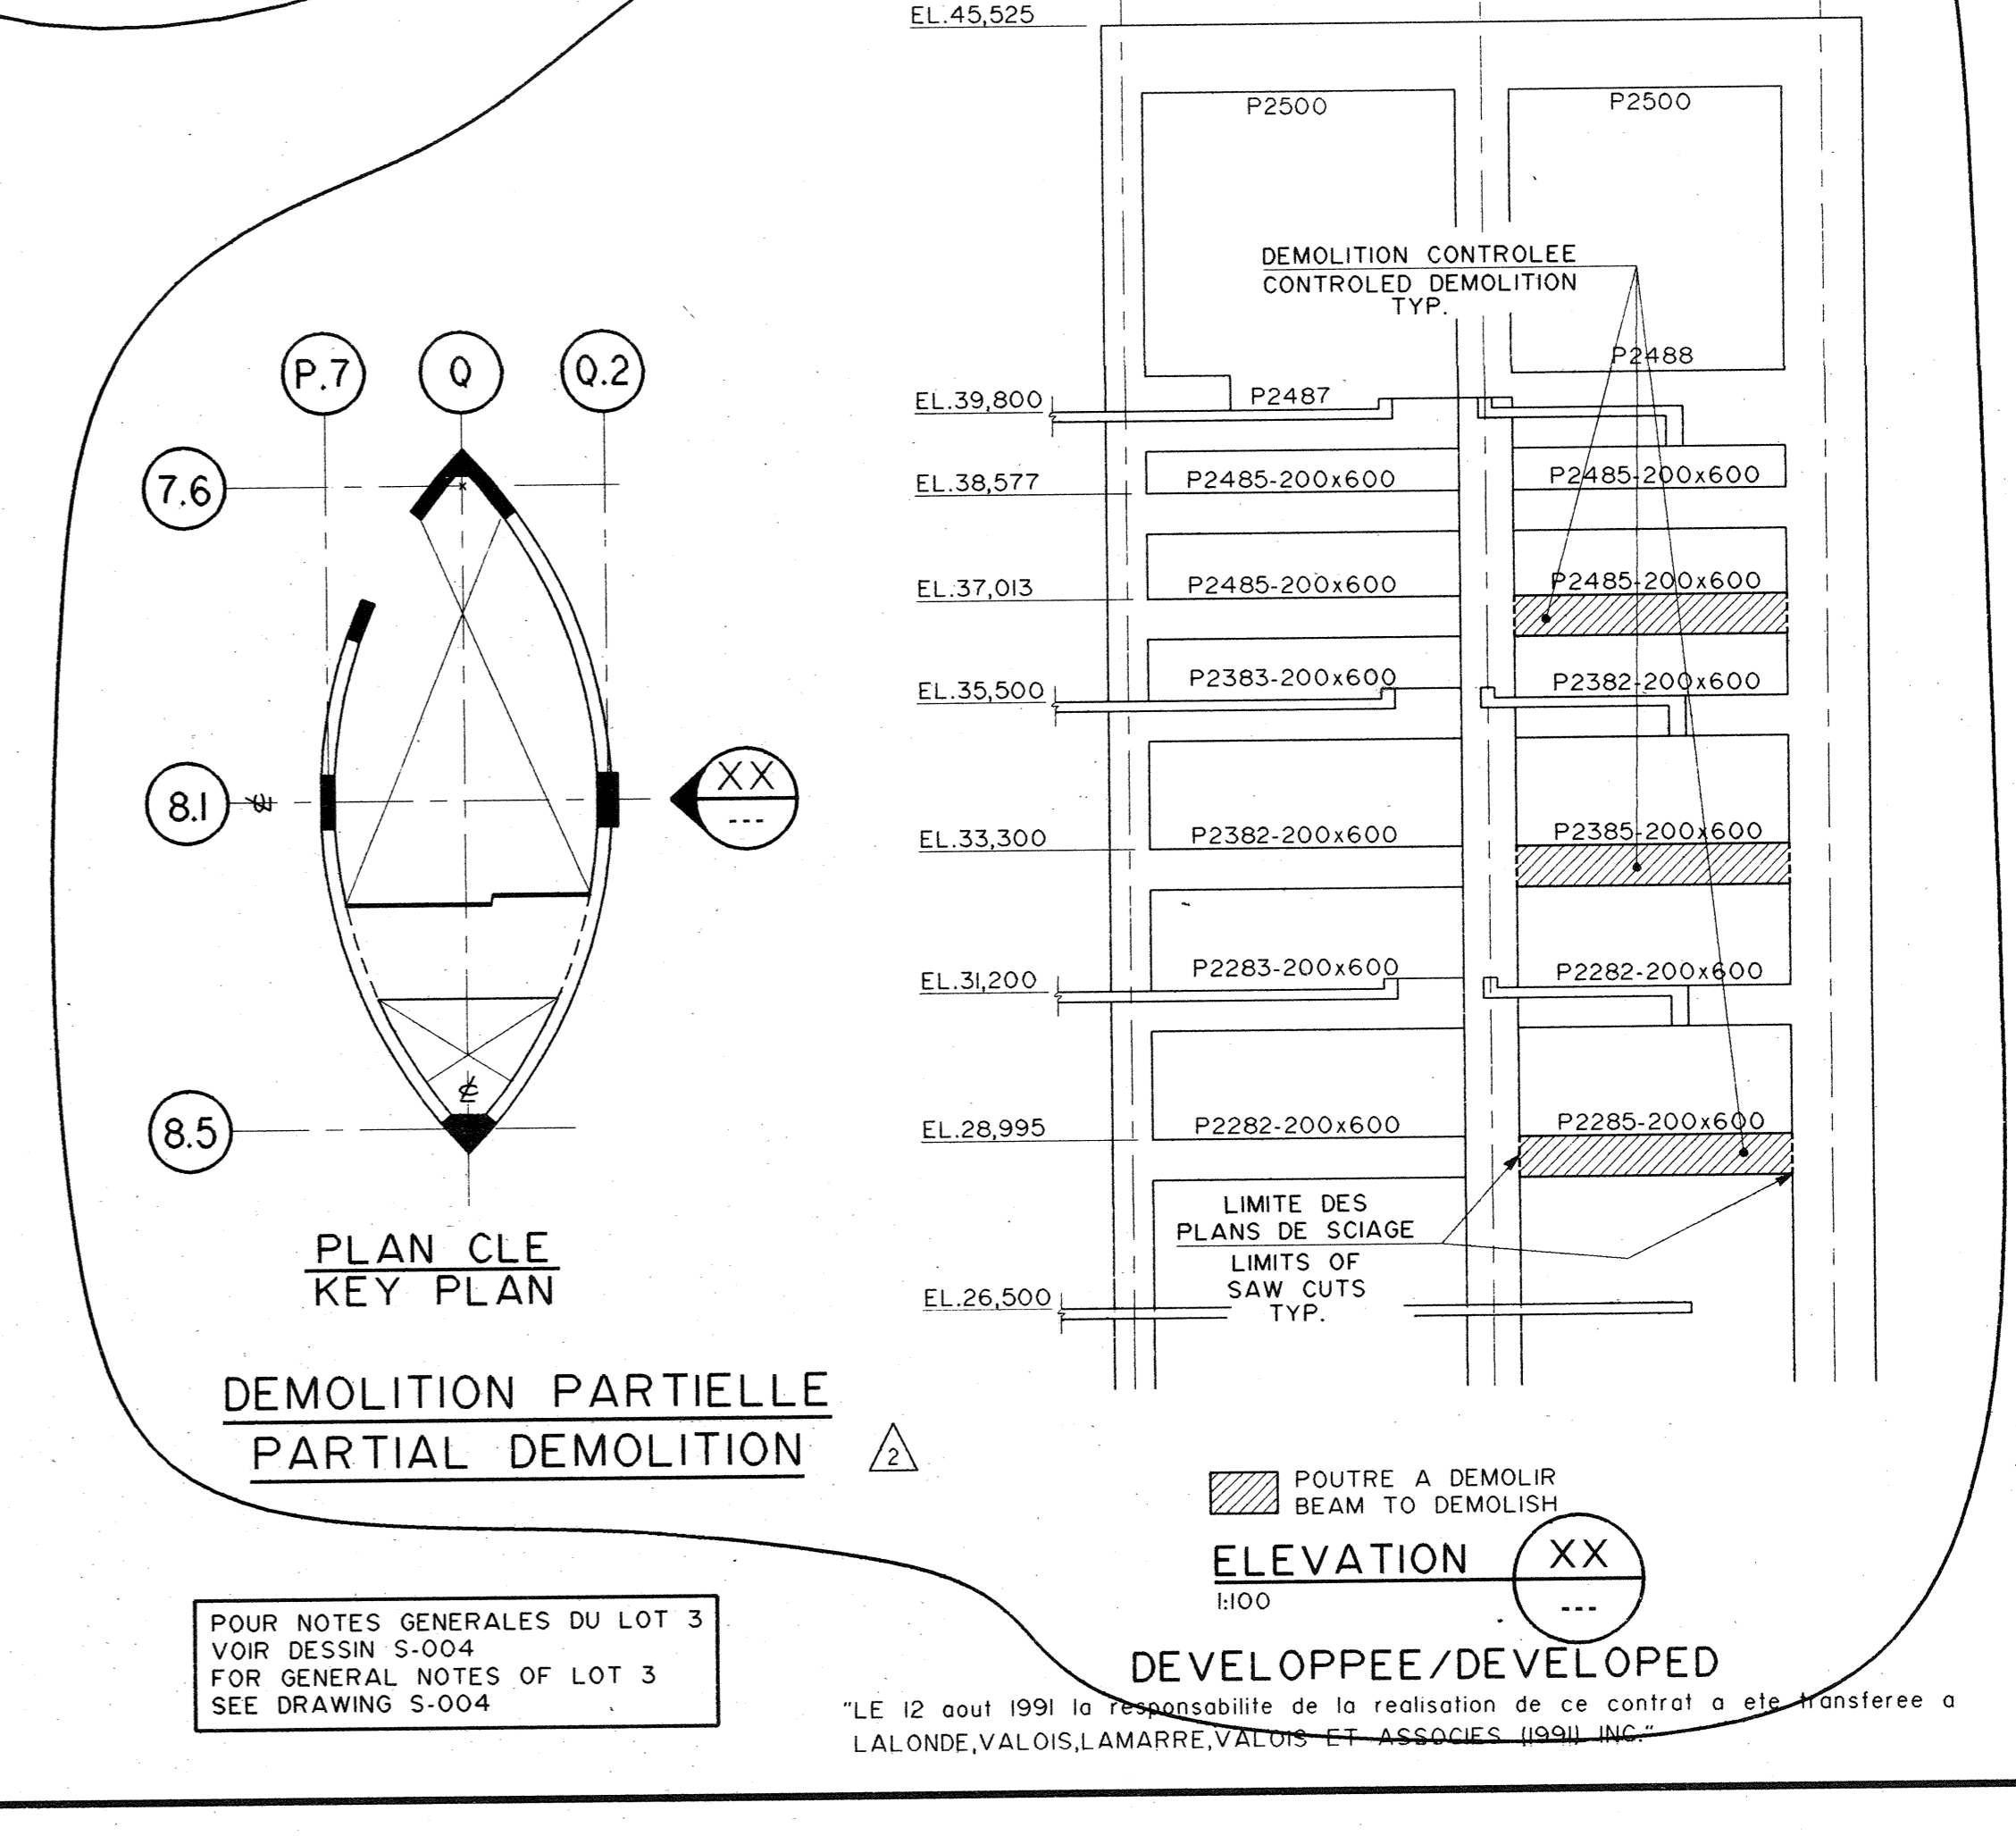 EL.45,525
P2500
P2500
DEMOLITION CONTROLEE
CONTROLED DEMOLITION
TYP.
P2488
EL.39,800
P2487
EL.38,577
P2485-200x600
P2485-200x600
EL.37,013
P2485-200x600
P2485-200x600
EL.35,500
P2383-200x600
P2382-200x600
EL.33,300
P2382-200x600
P2385-200x600
EL.31,200
P2283-200x600
P2282-200x600
EL.28,995
P2282-200x600
P2285-200x600
LIMITE DES
PLANS DE SCIAGE
LIMITS OF
SAW CUTS
TYP.
EL.26,500
P.7
Q
Q.2
7.6
8.1
XX
---
8.5
PLAN CLE
KEY PLAN
DEMOLITION PARTIELLE
PARTIAL DEMOLITION
2
POUTRE A DEMOLIR
BEAM TO DEMOLISH
ELEVATION
1:100
XX
---
DEVELOPPEE/DEVELOPED
POUR NOTES GENERALES DU LOT 3
VOIR DESSIN S-004
FOR GENERAL NOTES OF LOT 3
SEE DRAWING S-004
"LE 12 aout 1991 la responsabilite de la realisation de ce contrat a ete transferee a
LALONDE,VALOIS,LAMARRE,VALOIS ET ASSOCIES (1991) INC."